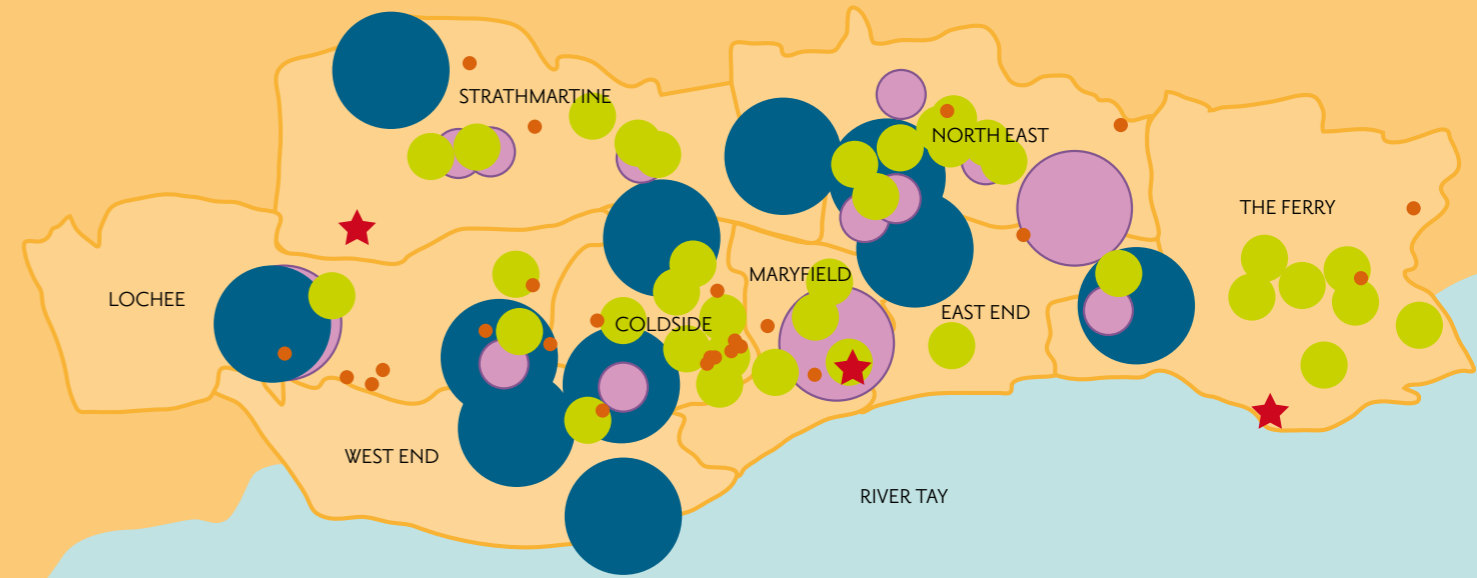 STRATHMARTINE
NORTH EAST
THE FERRY
MARYFIELD
LOCHEE
EAST END
COLDSIDE
WEST END
RIVER TAY